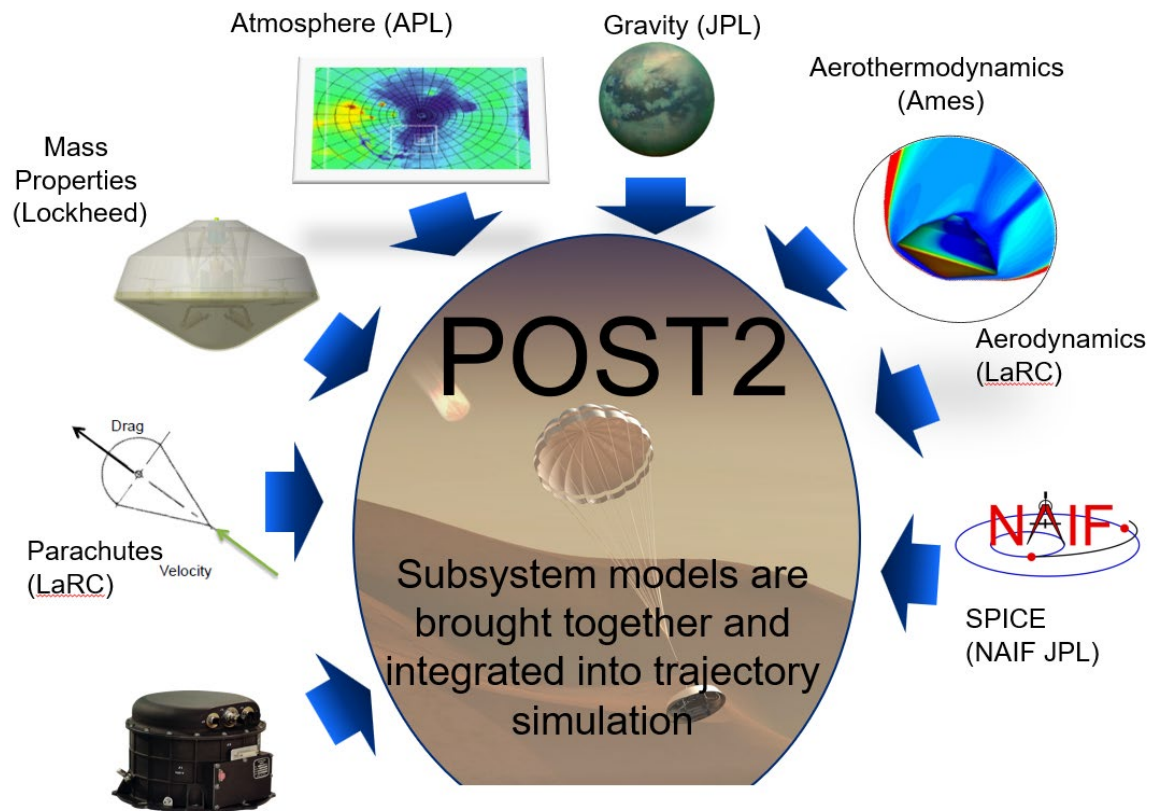 Atmosphere (APL)
Gravity (JPL)
Aerothermodynamics
(Ames)
Mass
Properties
(Lockheed)
POST2
Aerodynamics
(LaRC)
Drag
Velocity
Parachutes
(LaRC)
NAIF
SPICE
(NAIF JPL)
Subsystem models are
brought together and
integrated into trajectory
simulation